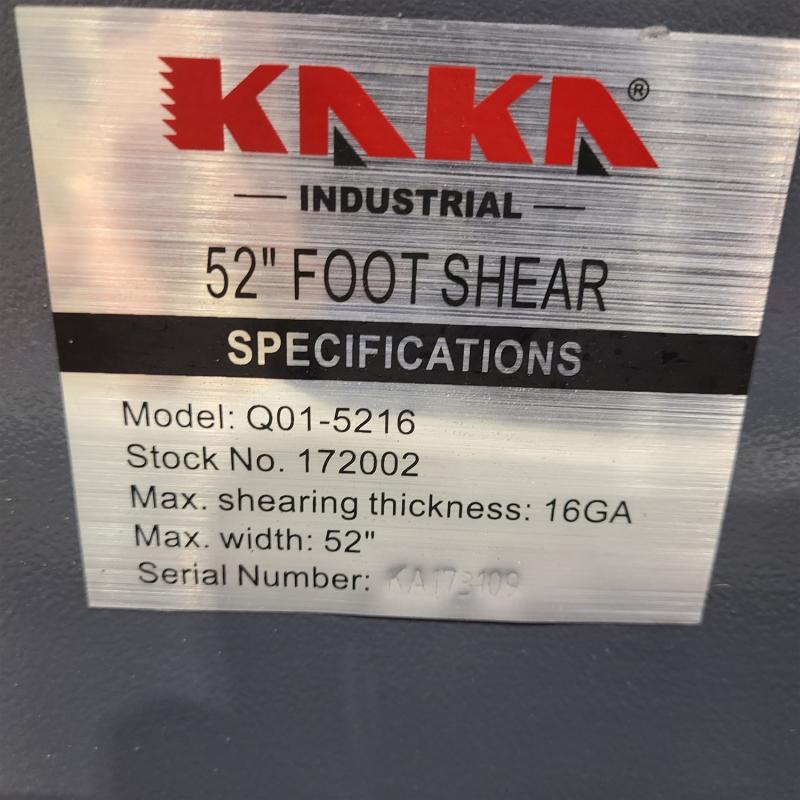 KAKA®
INDUSTRIAL
52" FOOT SHEAR
SPECIFICATIONS
Model: Q01-5216
Stock No. 172002
Max. shearing thickness: 16GA
Max. width: 52"
Serial Number: KA173109